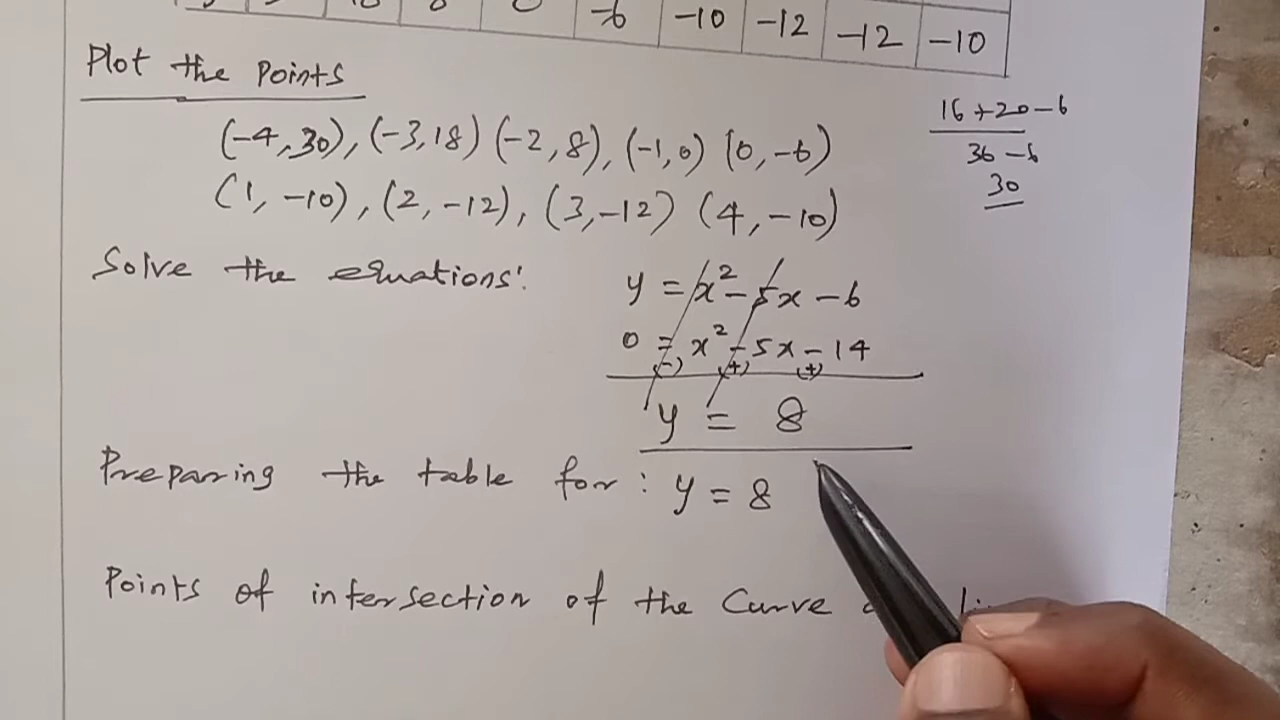 -6 -10 -12 -12 -10
Plot the points
(-4, 30), (-3, 18) (-2, 8), (-1, 0) (0, -6)
(1, -10), (2, -12), (3, -12) (4, -10)
16 + 20 - 6
36 - 6
30
Solve the equations:
y = x² - 5x - 6
0 = x² - 5x - 14
(-) (+) (+)
y = 8
Preparing the table for : y = 8
Points of intersection of the Curve